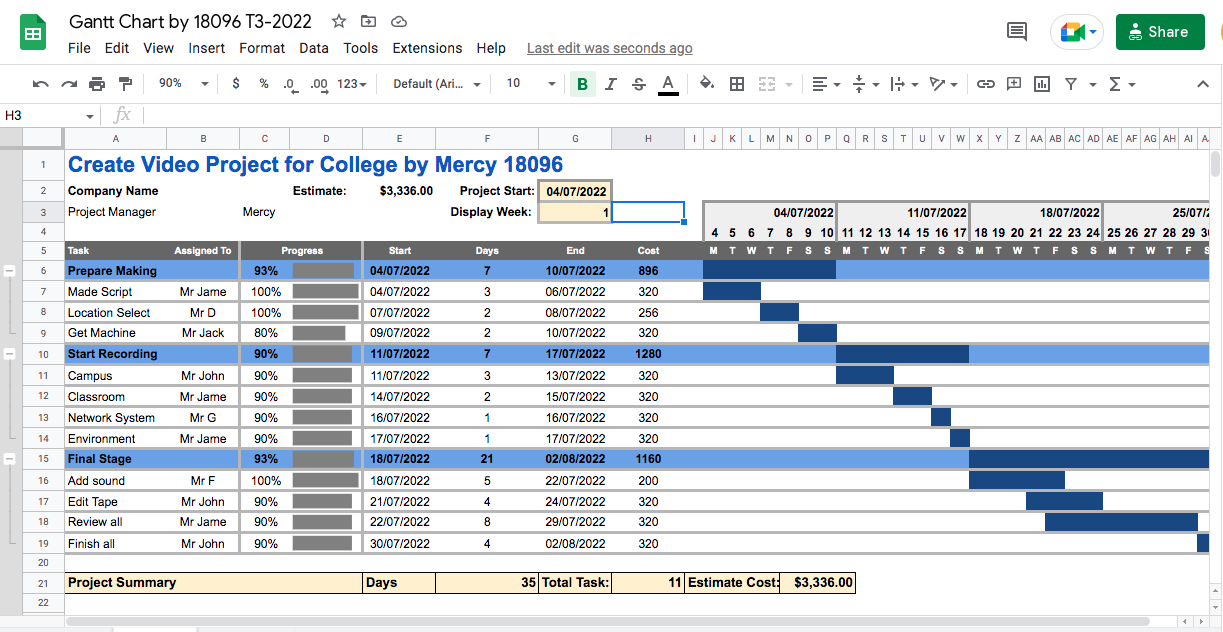 Gantt Chart by 18096 T3-2022
File Edit View Insert Format Data Tools Extensions Help Last edit was seconds ago
Share
90% $ % .0 .00 123 Default (Ari... 10 B I S A
H3 fx
A B C D E F G H I J K L M N O P Q R S T U V W X Y Z AA AB AC AD AE AF AG AH AI
1 Create Video Project for College by Mercy 18096
2 Company Name Estimate: $3,336.00 Project Start: 04/07/2022
3 Project Manager Mercy Display Week: 1 04/07/2022 11/07/2022 18/07/2022 25/07/
4 4 5 6 7 8 9 10 11 12 13 14 15 16 17 18 19 20 21 22 23 24 25 26 27 28 29
5 Task Assigned To Progress Start Days End Cost M T W T F S S M T W T F S S M T W T F S S M T W T F
6 Prepare Making 93% 04/07/2022 7 10/07/2022 896
7 Made Script Mr Jame 100% 04/07/2022 3 06/07/2022 320
8 Location Select Mr D 100% 07/07/2022 2 08/07/2022 256
9 Get Machine Mr Jack 80% 09/07/2022 2 10/07/2022 320
10 Start Recording 90% 11/07/2022 7 17/07/2022 1280
11 Campus Mr John 90% 11/07/2022 3 13/07/2022 320
12 Classroom Mr Jame 90% 14/07/2022 2 15/07/2022 320
13 Network System Mr G 90% 16/07/2022 1 16/07/2022 320
14 Environment Mr Jame 90% 17/07/2022 1 17/07/2022 320
15 Final Stage 93% 18/07/2022 21 02/08/2022 1160
16 Add sound Mr F 100% 18/07/2022 5 22/07/2022 200
17 Edit Tape Mr John 90% 21/07/2022 4 24/07/2022 320
18 Review all Mr Jame 90% 22/07/2022 8 29/07/2022 320
19 Finish all Mr John 90% 30/07/2022 4 02/08/2022 320
20
21 Project Summary Days 35 Total Task: 11 Estimate Cost: $3,336.00
22